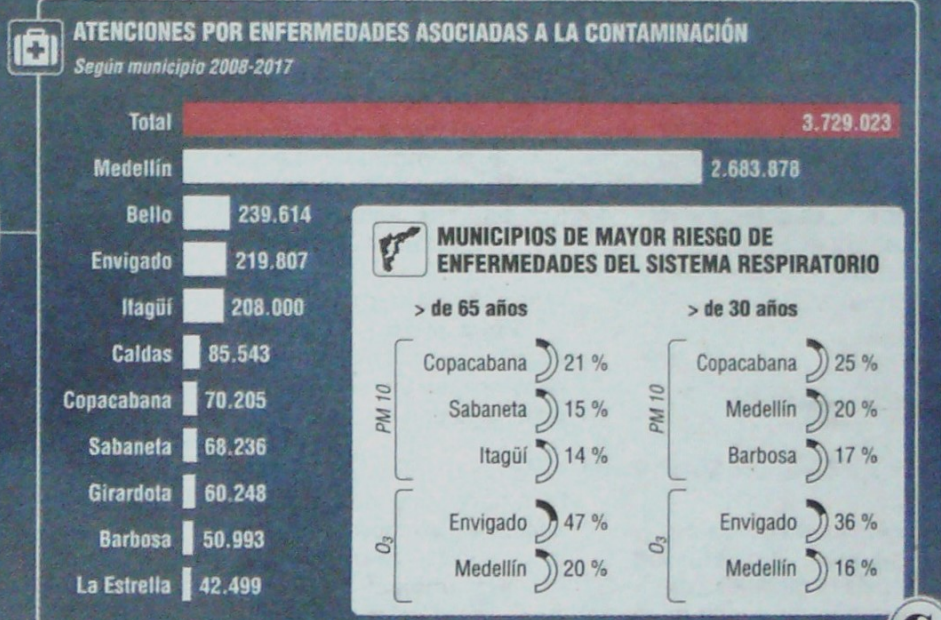 ATENCIONES POR ENFERMEDADES ASOCIADAS A LA CONTAMINACIÓN
Según municipio 2008-2017
Total 3.729.023
Medellín 2.683.878
Bello 239.614
Envigado 219.807
Itagüí 208.000
Caldas 85.543
Copacabana 70.205
Sabaneta 68.236
Girardota 60.248
Barbosa 50.993
La Estrella 42.499
MUNICIPIOS DE MAYOR RIESGO DE
ENFERMEDADES DEL SISTEMA RESPIRATORIO
> de 65 años
PM 10
Copacabana 21 %
Sabaneta 15 %
Itagüí 14 %
O₃
Envigado 47 %
Medellín 20 %
> de 30 años
PM 10
Copacabana 25 %
Medellín 20 %
Barbosa 17 %
O₃
Envigado 36 %
Medellín 16 %